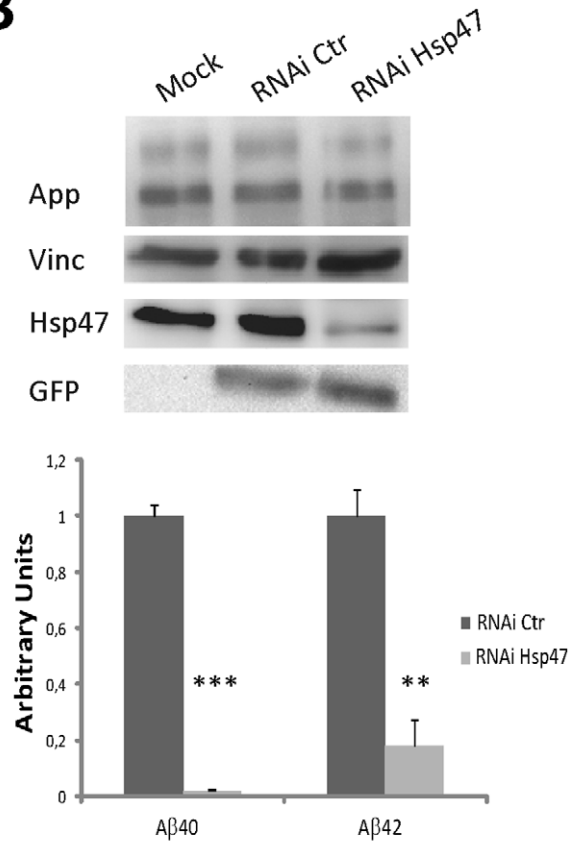 B
Mock RNAi Ctr RNAi Hsp47
App
Vinc
Hsp47
GFP
1,2
1
0,8
0,6
0,4
0,2
0
Arbitrary Units
*** **
RNAi Ctr
RNAi Hsp47
Aβ40 Aβ42